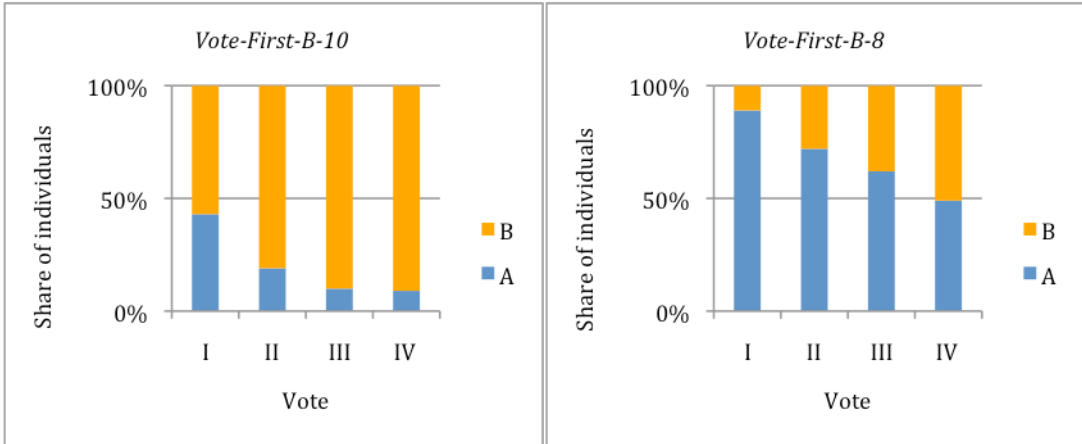 Vote-First-B-10
100%
50%
0%
Share of individuals
I II III IV
Vote
B
A
Vote-First-B-8
100%
50%
0%
Share of individuals
I II III IV
Vote
B
A